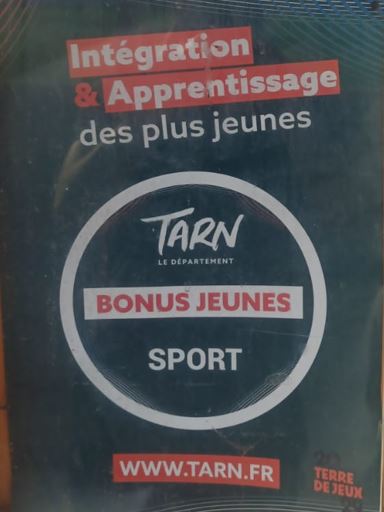 Intégration
& Apprentissage
des plus jeunes
TARN
LE DÉPARTEMENT
BONUS JEUNES
SPORT
WWW.TARN.FR
TERRE
DE JEUX